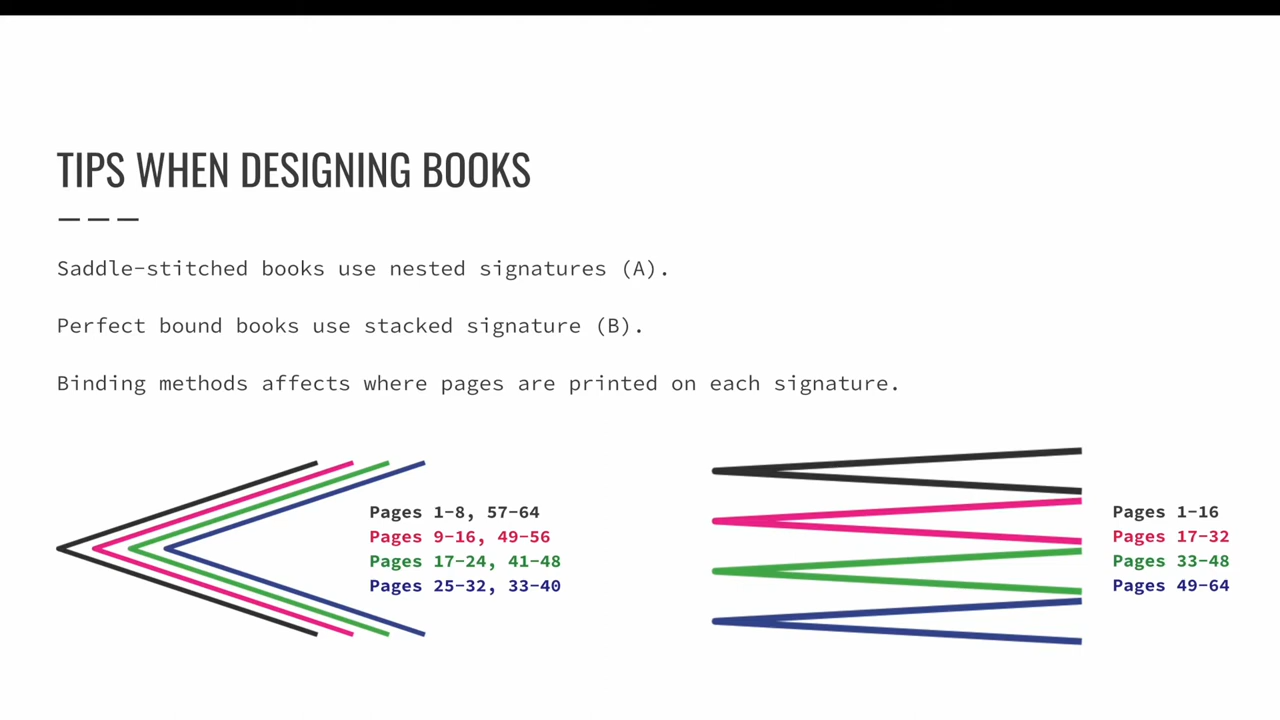 TIPS WHEN DESIGNING BOOKS
Saddle-stitched books use nested signatures (A).
Perfect bound books use stacked signature (B).
Binding methods affects where pages are printed on each signature.
Pages 1-8, 57-64
Pages 9-16, 49-56
Pages 17-24, 41-48
Pages 25-32, 33-40
Pages 1-16
Pages 17-32
Pages 33-48
Pages 49-64